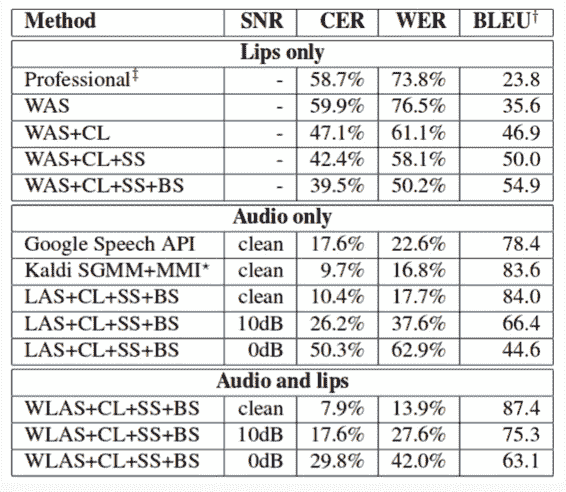 Method SNR CER WER BLEU†
Lips only
Professional‡ - 58.7% 73.8% 23.8
WAS - 59.9% 76.5% 35.6
WAS+CL - 47.1% 61.1% 46.9
WAS+CL+SS - 42.4% 58.1% 50.0
WAS+CL+SS+BS - 39.5% 50.2% 54.9
Audio only
Google Speech API clean 17.6% 22.6% 78.4
Kaldi SGMM+MMI* clean 9.7% 16.8% 83.6
LAS+CL+SS+BS clean 10.4% 17.7% 84.0
LAS+CL+SS+BS 10dB 26.2% 37.6% 66.4
LAS+CL+SS+BS 0dB 50.3% 62.9% 44.6
Audio and lips
WLAS+CL+SS+BS clean 7.9% 13.9% 87.4
WLAS+CL+SS+BS 10dB 17.6% 27.6% 75.3
WLAS+CL+SS+BS 0dB 29.8% 42.0% 63.1